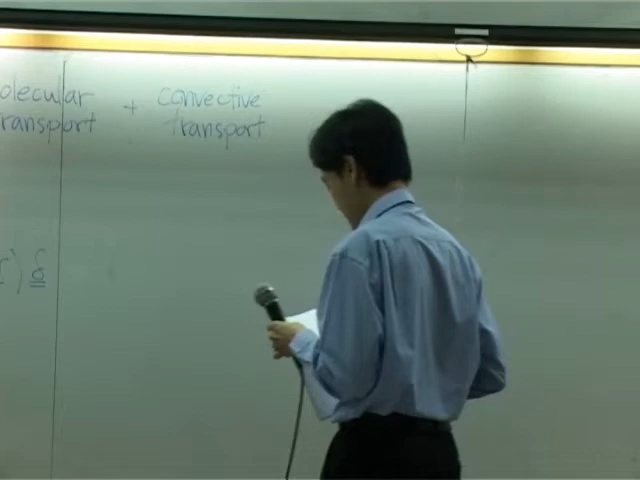 olecular + convective
ransport transport
) δ